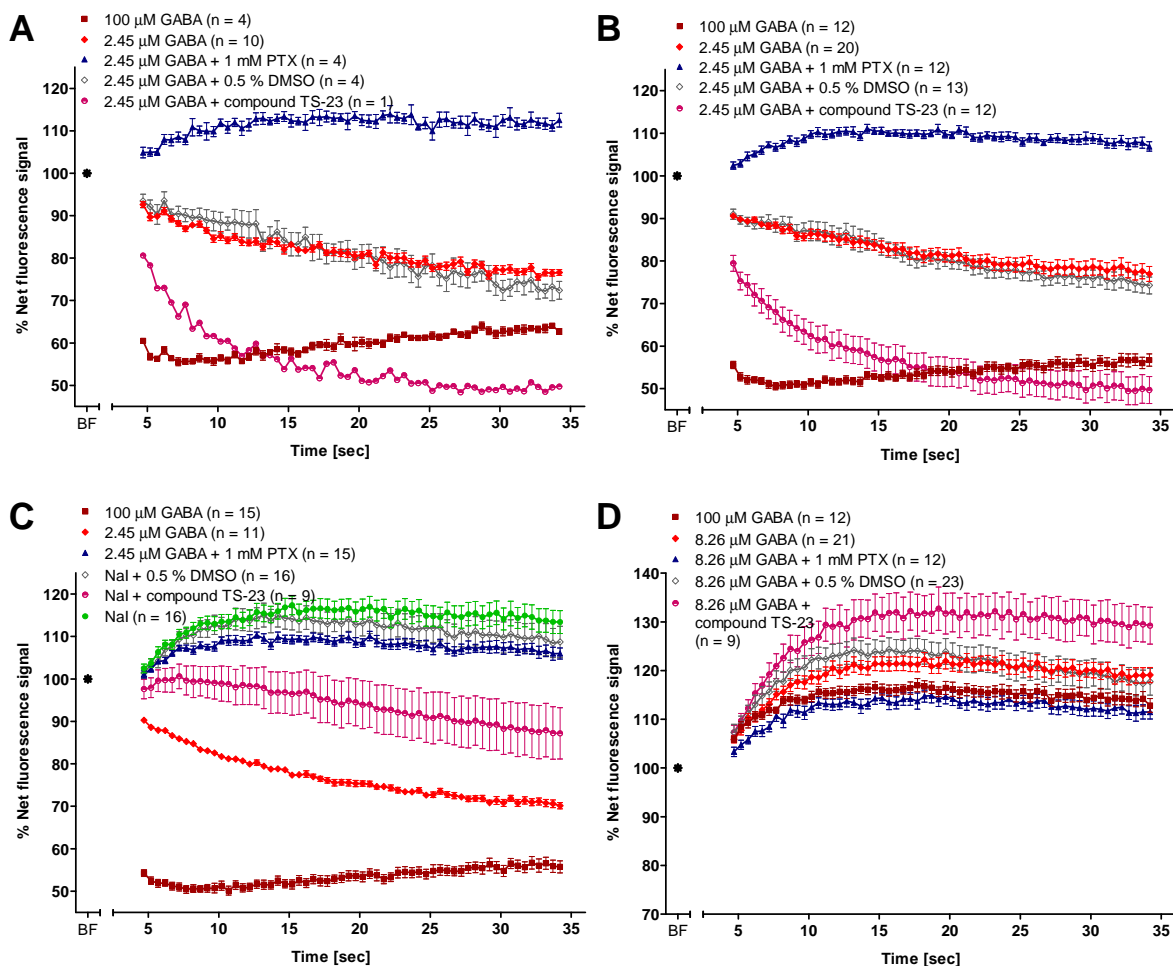 A
100 µM GABA (n = 4)
2.45 µM GABA (n = 10)
2.45 µM GABA + 1 mM PTX (n = 4)
2.45 µM GABA + 0.5 % DMSO (n = 4)
2.45 µM GABA + compound TS-23 (n = 1)
120
110
100
90
80
70
60
50
% Net fluorescence signal
BF
5 10 15 20 25 30 35
Time [sec]
B
100 µM GABA (n = 12)
2.45 µM GABA (n = 20)
2.45 µM GABA + 1 mM PTX (n = 12)
2.45 µM GABA + 0.5 % DMSO (n = 13)
2.45 µM GABA + compound TS-23 (n = 12)
120
110
100
90
80
70
60
50
% Net fluorescence signal
BF
5 10 15 20 25 30 35
Time [sec]
C
100 µM GABA (n = 15)
2.45 µM GABA (n = 11)
2.45 µM GABA + 1 mM PTX (n = 15)
NaI + 0.5 % DMSO (n = 16)
NaI + compound TS-23 (n = 9)
NaI (n = 16)
120
110
100
90
80
70
60
50
% Net fluorescence signal
BF
5 10 15 20 25 30 35
Time [sec]
D
100 µM GABA (n = 12)
8.26 µM GABA (n = 21)
8.26 µM GABA + 1 mM PTX (n = 12)
8.26 µM GABA + 0.5 % DMSO (n = 23)
8.26 µM GABA +
compound TS-23
(n = 9)
140
130
120
110
100
90
80
70
% Net fluorescence signal
BF
5 10 15 20 25 30 35
Time [sec]